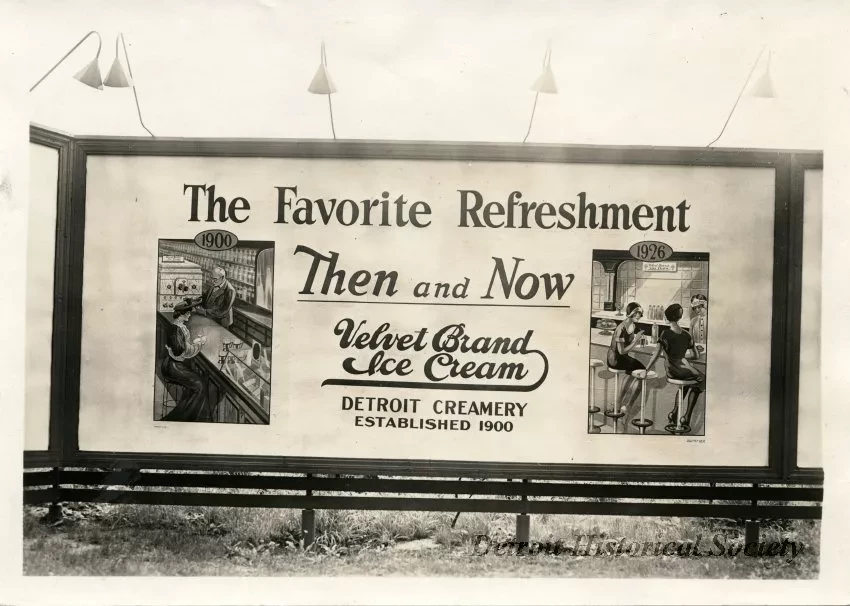 The Favorite Refreshment
1900
1926
Then and Now
Velvet Brand
Ice Cream
DETROIT CREAMERY
ESTABLISHED 1900
Detroit Historical Society